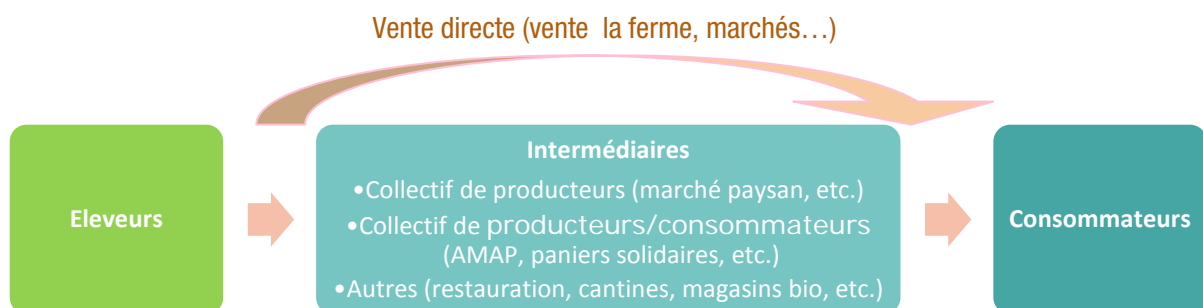 Vente directe (vente  la ferme, marchés…)
Eleveurs
Intermédiaires
•Collectif de producteurs (marché paysan, etc.)
•Collectif de producteurs/consommateurs
(AMAP, paniers solidaires, etc.)
•Autres (restauration, cantines, magasins bio, etc.)
Consommateurs